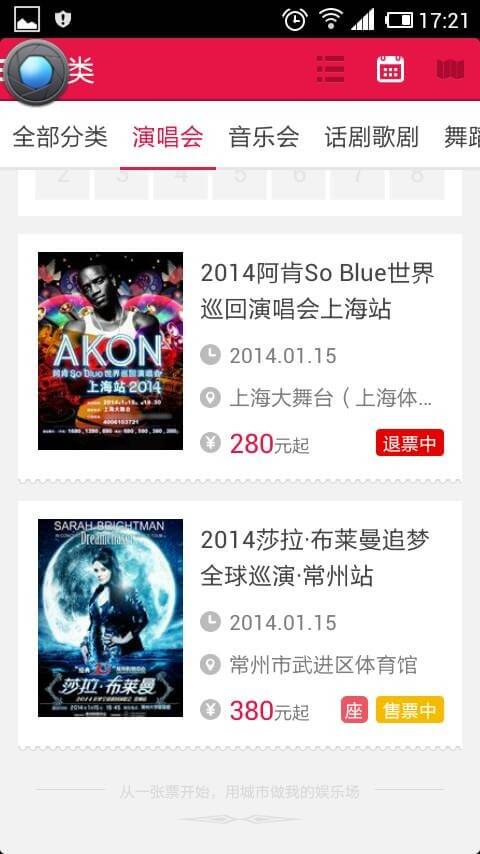 17:21
类
全部分类
演唱会
音乐会
话剧歌剧
舞蹈
2 3 4 5 6 7 8
AKON
阿肯So Blue世界巡回演唱会
上海站 2014
4006103721
2014阿肯So Blue世界
巡回演唱会上海站
2014.01.15
上海大舞台（上海体...
¥ 280元起
退票中
SARAH BRIGHTMAN
Dreamchaser
莎拉·布莱曼
2014莎拉·布莱曼追梦
全球巡演·常州站
2014.01.15
常州市武进区体育馆
¥ 380元起
座
售票中
从一张票开始，用城市做我的娱乐场